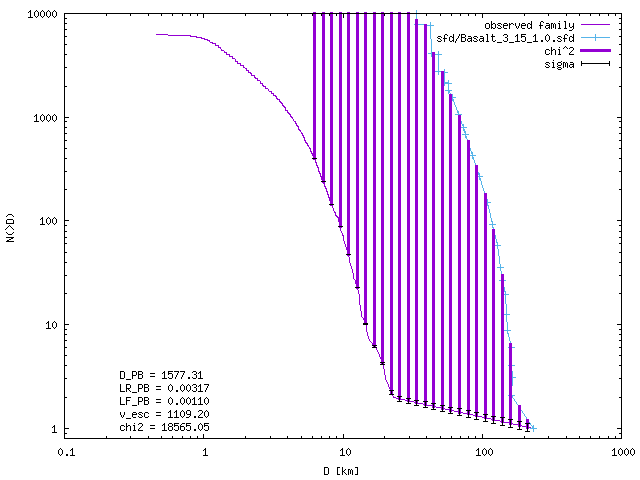 10000
1000
100
10
1
N(>D)
observed family
sfd/Basalt_3_15_1.0.sfd
chi^2
sigma
D_PB = 1577.31
LR_PB = 0.00317
LF_PB = 0.00110
v_esc = 1109.20
chi2 = 18565.05
0.1 1 10 100 1000
D [km]